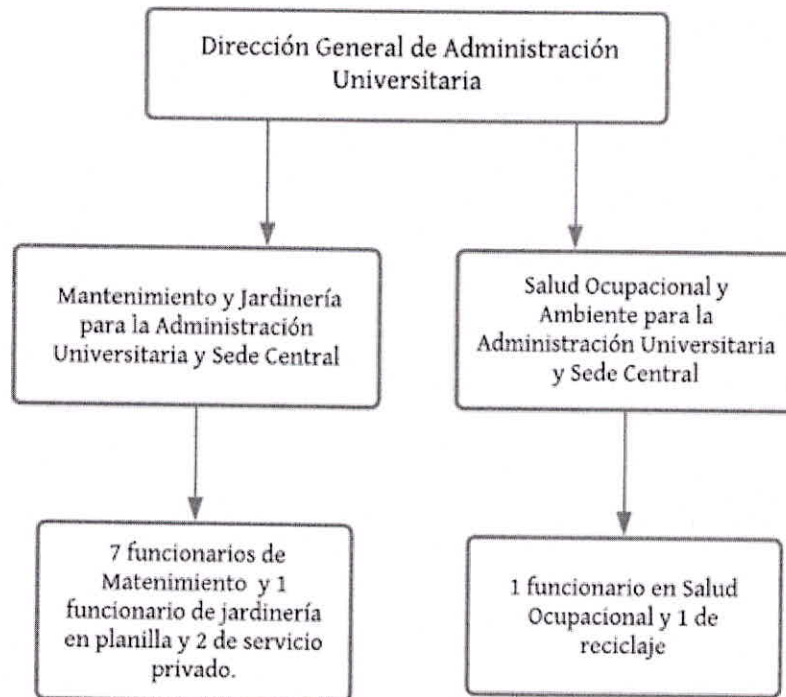 Dirección General de Administración
Universitaria
Mantenimiento y Jardinería
para la Administración
Universitaria y Sede Central
Salud Ocupacional y
Ambiente para la
Administración Universitaria
y Sede Central
7 funcionarios de
Matenimiento y 1
funcionario de jardinería
en planilla y 2 de servicio
privado.
1 funcionario en Salud
Ocupacional y 1 de
reciclaje